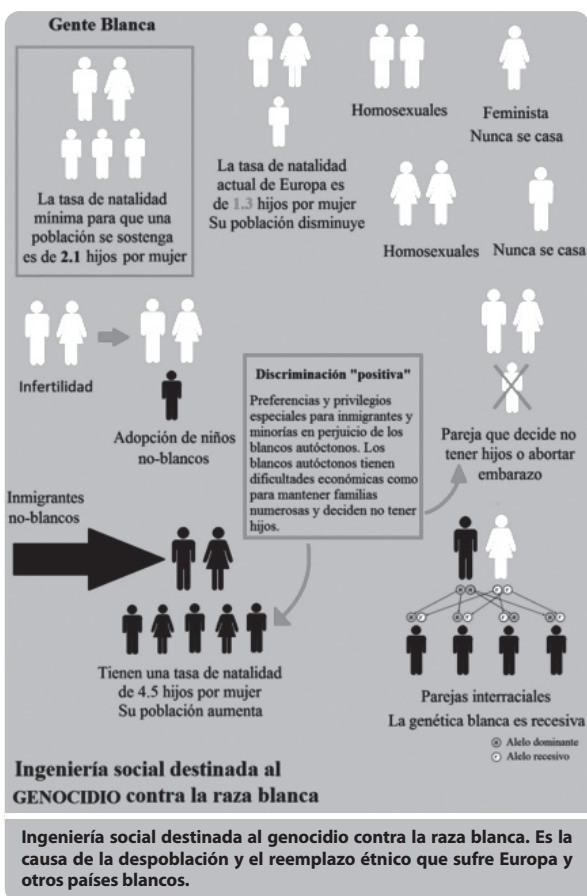 Gente Blanca
La tasa de natalidad
mínima para que una
población se sostenga
es de 2.1 hijos por mujer
La tasa de natalidad
actual de Europa es
de 1.3 hijos por mujer
Su población disminuye
Homosexuales
Feminista
Nunca se casa
Homosexuales
Nunca se casa
Infertilidad
Adopción de niños
no-blancos
Discriminación "positiva"
Preferencias y privilegios
especiales para inmigrantes y
minorías en perjuicio de los
blancos autóctonos. Los
blancos autóctonos tienen
dificultades económicas como
para mantener familias
numerosas y deciden no tener
hijos.
Pareja que decide no
tener hijos o abortar
embarazo
Inmigrantes
no-blancos
Tienen una tasa de natalidad
de 4.5 hijos por mujer
Su población aumenta
Parejas interraciales
La genética blanca es recesiva
Alelo dominante
Alelo recesivo
Ingeniería social destinada al
GENOCIDIO contra la raza blanca
Ingeniería social destinada al genocidio contra la raza blanca. Es la
causa de la despoblación y el reemplazo étnico que sufre Europa y
otros países blancos.